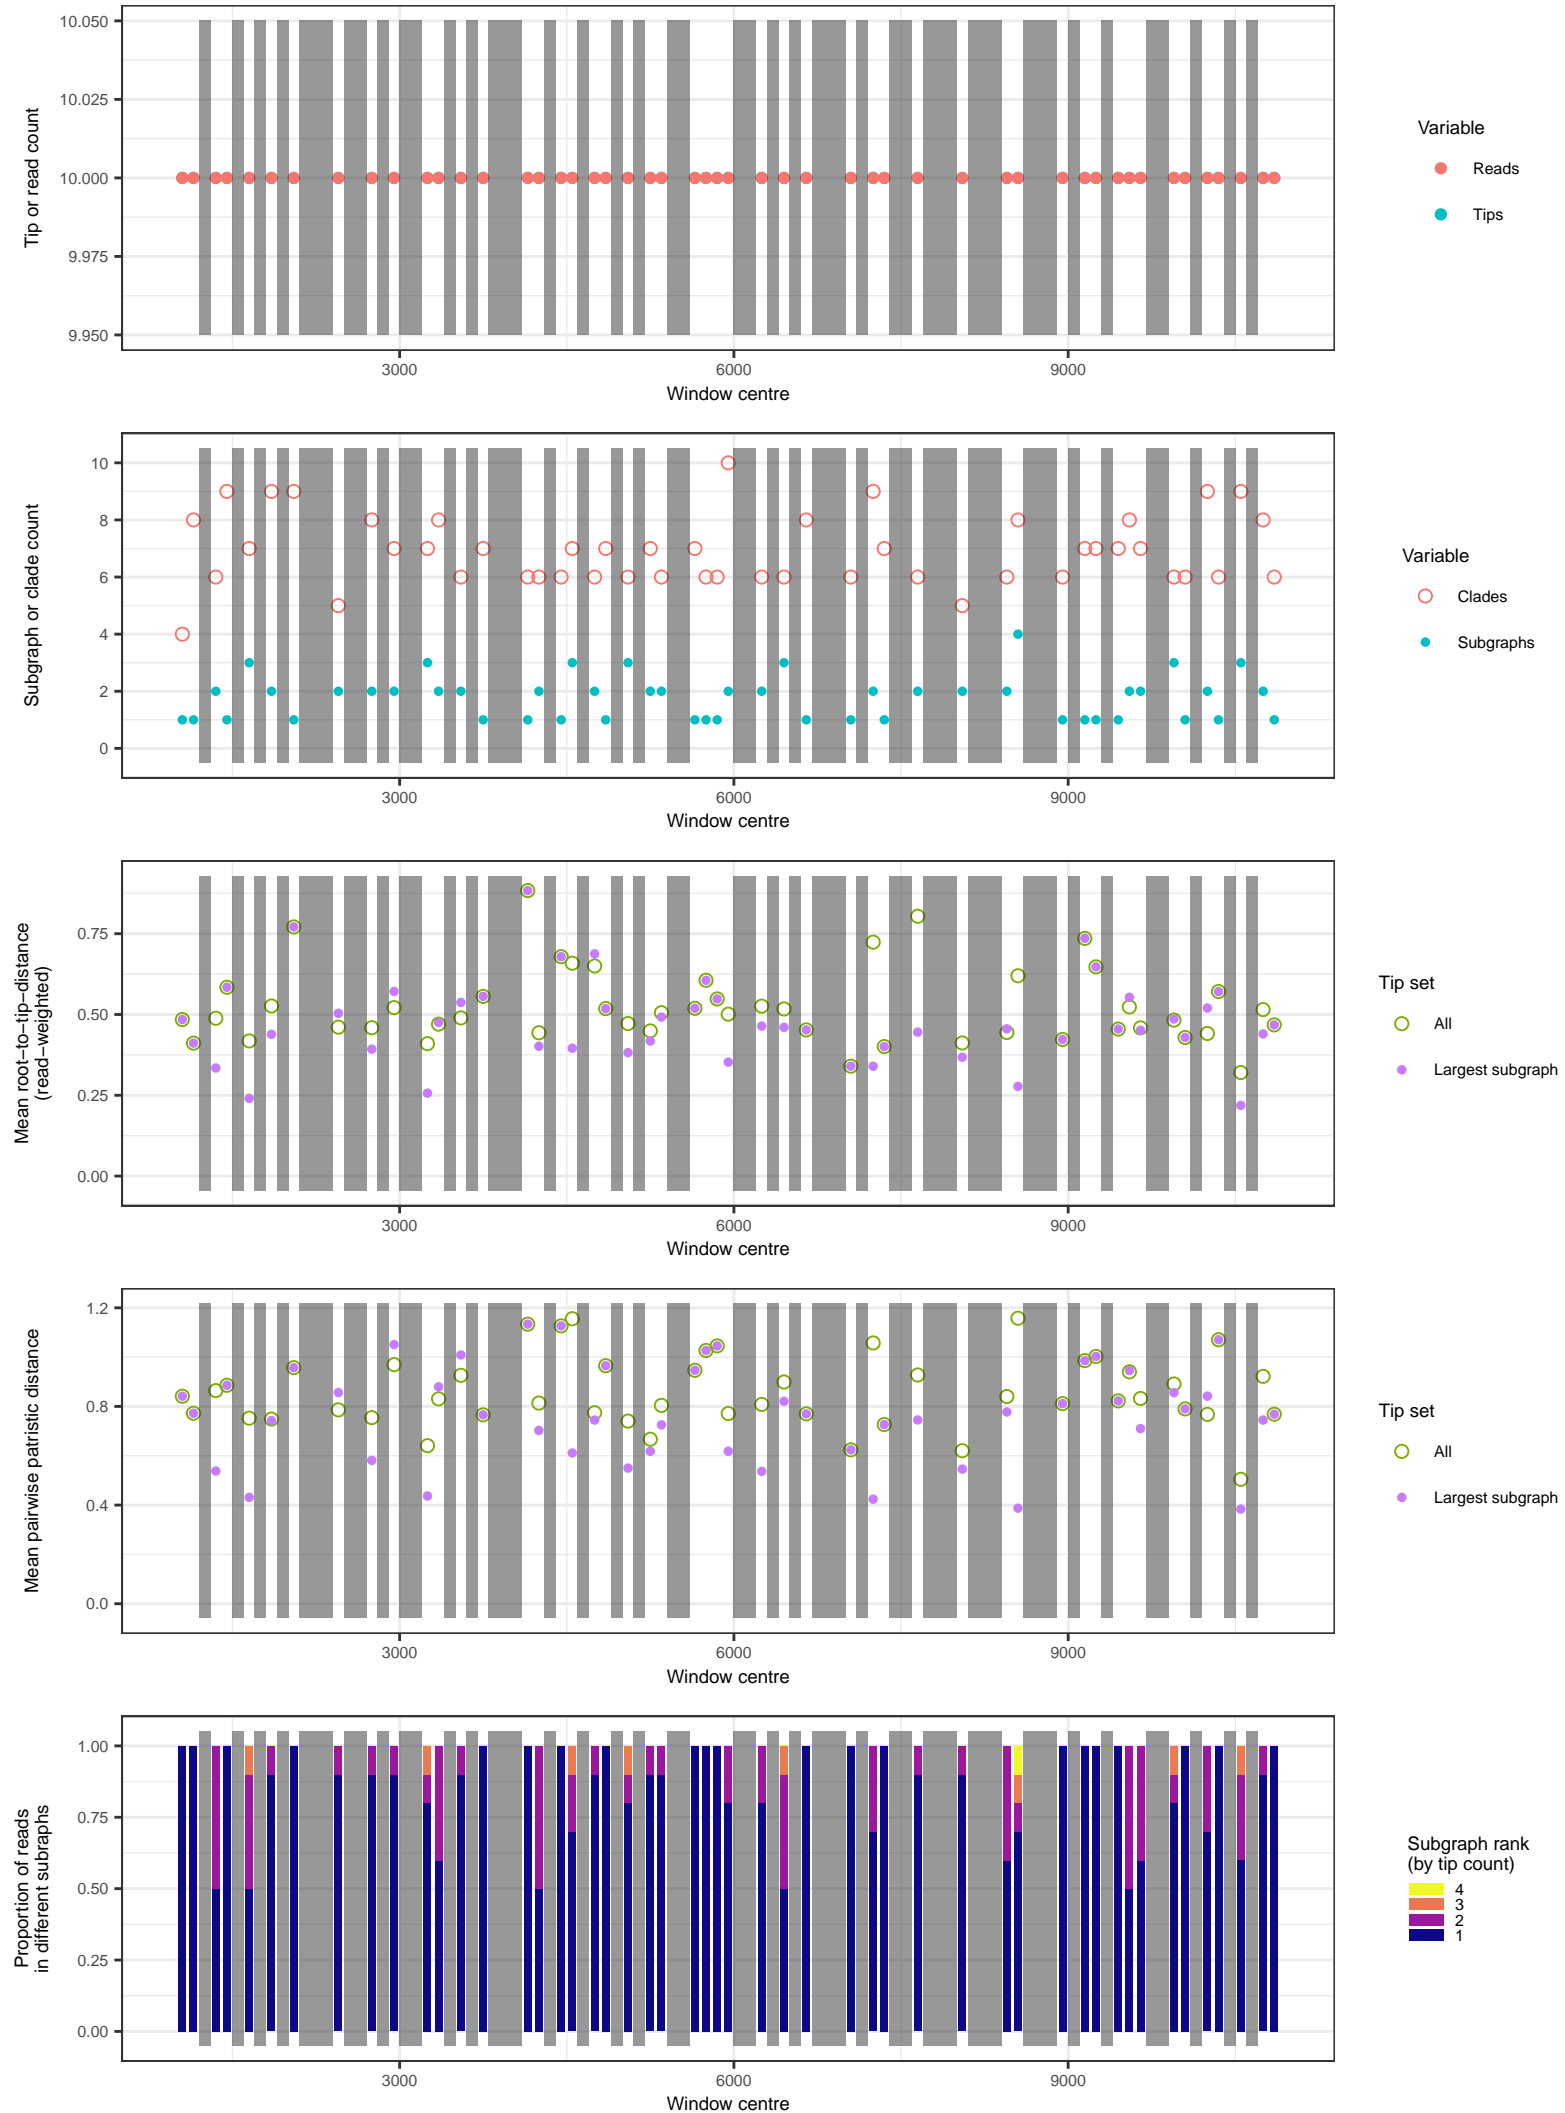 10.050
10.025
10.000
9.975
9.950
Tip or read count
3000
6000
9000
Window centre
Variable
Reads
Tips
10
8
6
4
2
0
Subgraph or clade count
3000
6000
9000
Window centre
Variable
Clades
Subgraphs
0.75
0.50
0.25
0.00
Mean root−to−tip−distance
(read−weighted)
3000
6000
9000
Window centre
Tip set
All
Largest subgraph
1.2
0.8
0.4
0.0
Mean pairwise patristic distance
3000
6000
9000
Window centre
Tip set
All
Largest subgraph
1.00
0.75
0.50
0.25
0.00
Proportion of reads
in different subraphs
3000
6000
9000
Window centre
Subgraph rank
(by tip count)
4
3
2
1